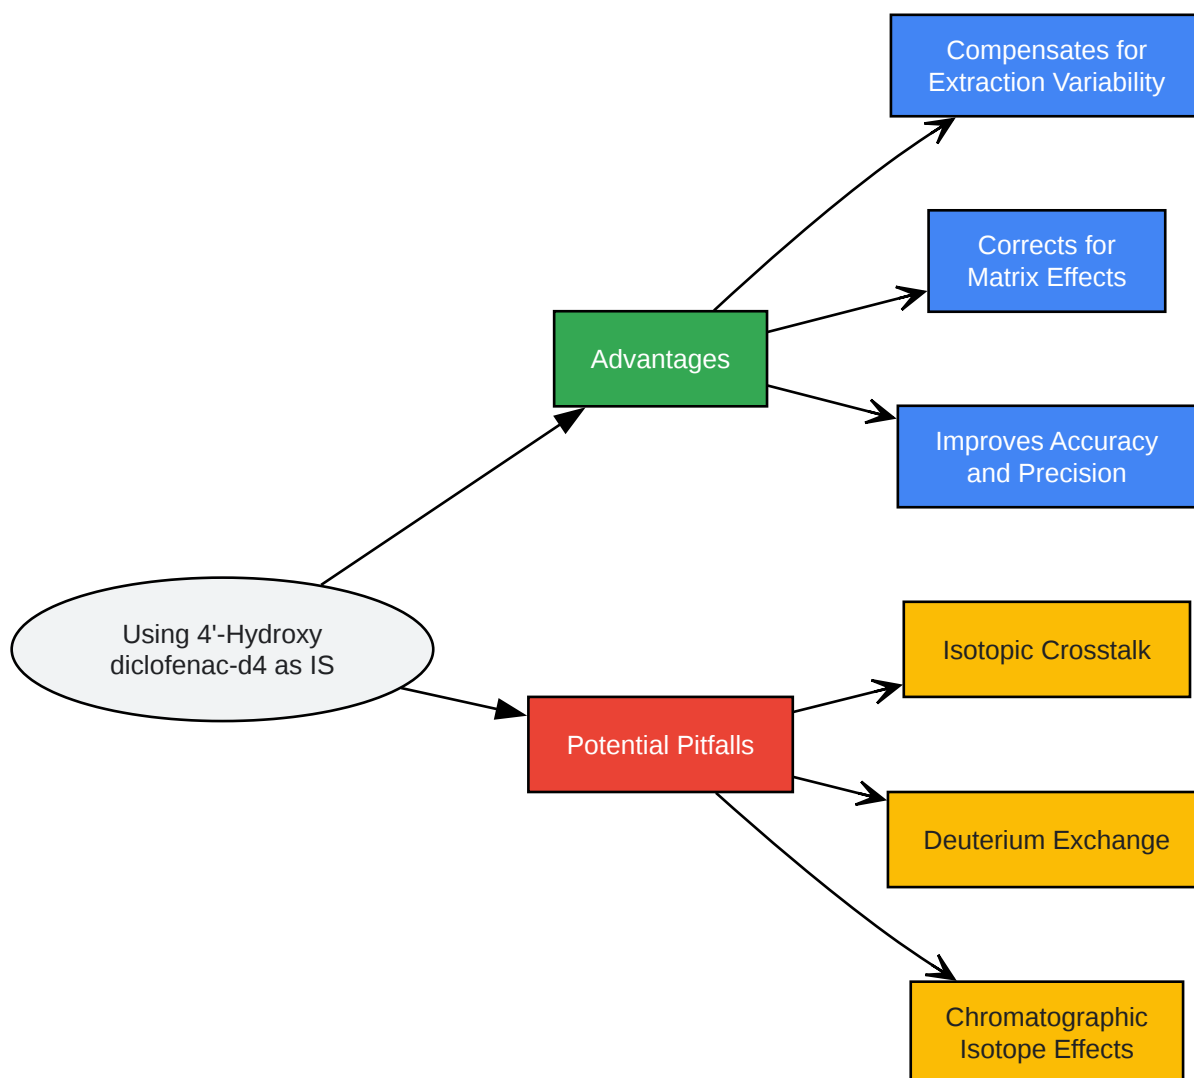 Compensates for
Extraction Variability
Corrects for
Matrix Effects
Advantages
Improves Accuracy
and Precision
Using 4'-Hydroxy
diclofenac-d4 as IS
Isotopic Crosstalk
Potential Pitfalls
Deuterium Exchange
Chromatographic
Isotope Effects